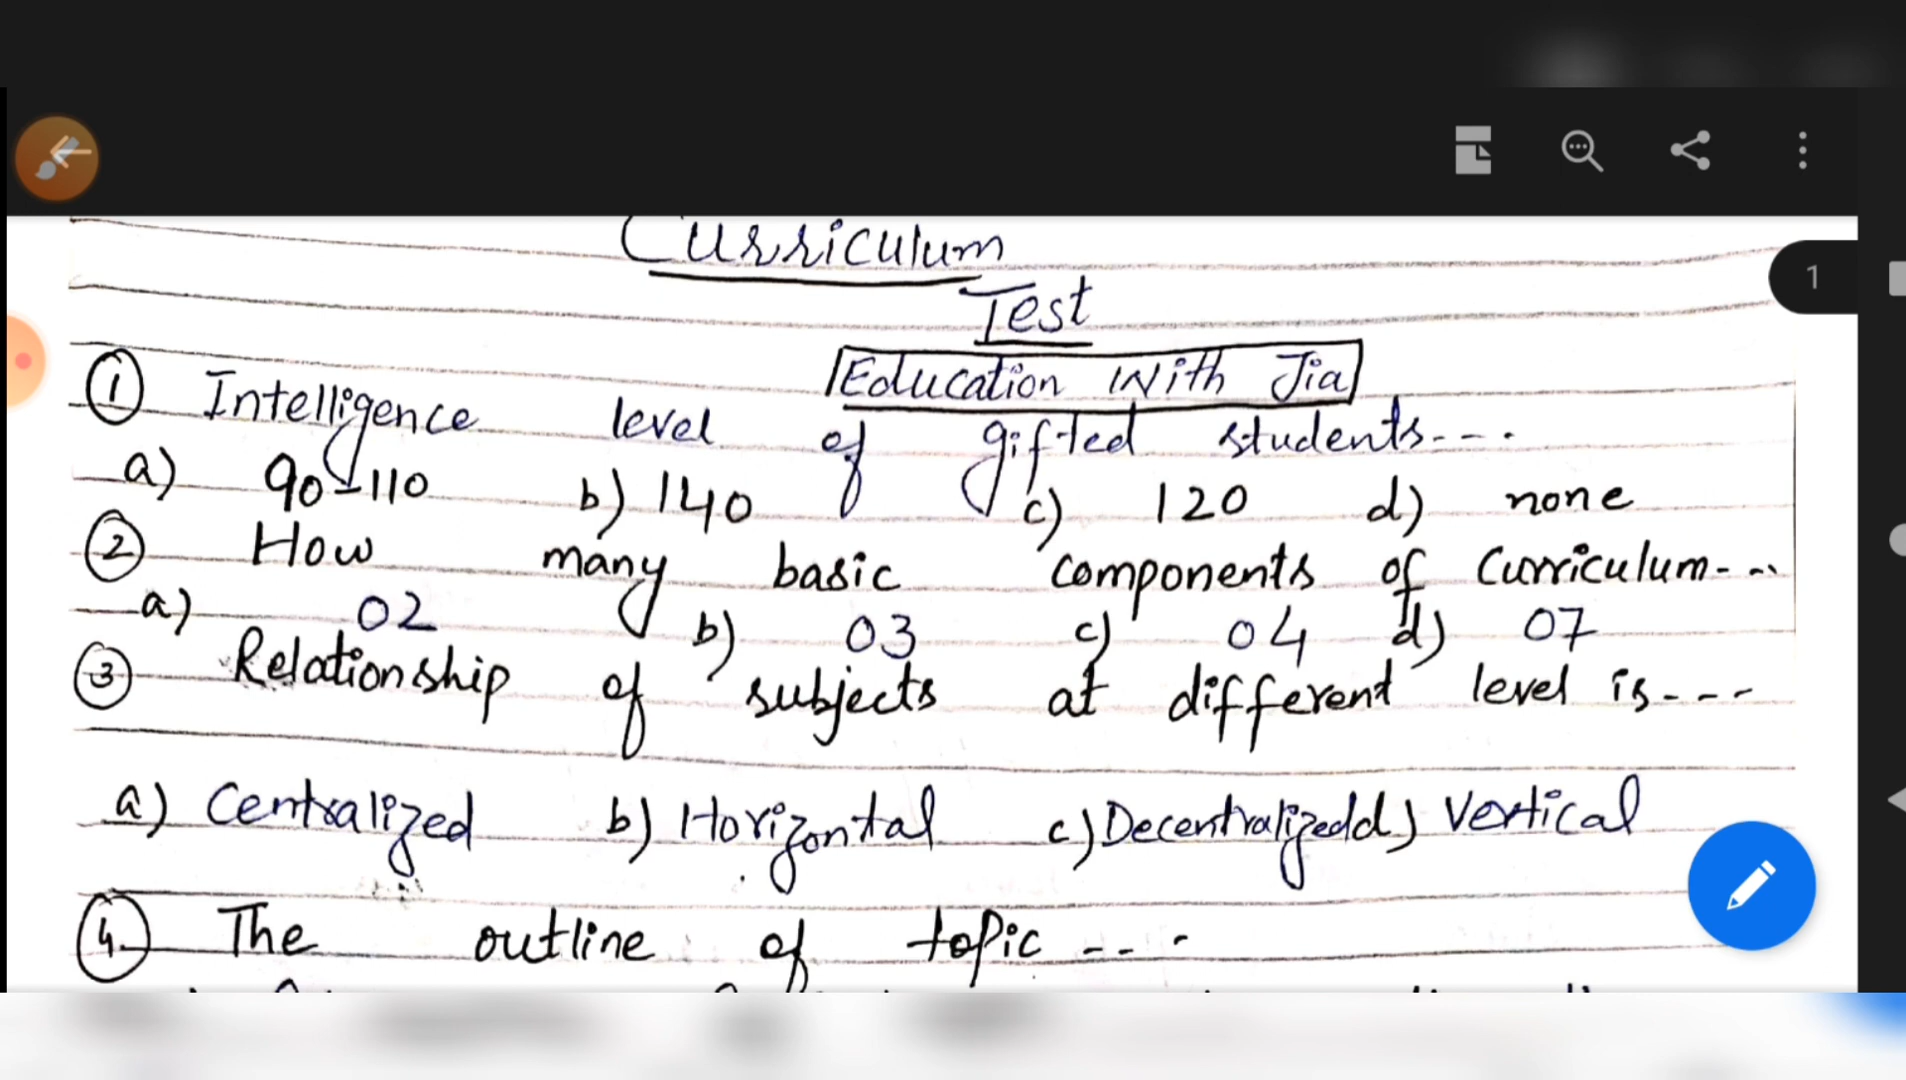 Curriculum
Test
Education With Jia
1
① Intelligence level of gifted students----
a) 90-110 b) 140 c) 120 d) none
② How many basic components of Curriculum----
a) 02 b) 03 c) 04 d) 07
③ Relationship of subjects at different level is----
a) Centralized b) Horizontal c) Decentralized d) Vertical
④ The outline of topic ----